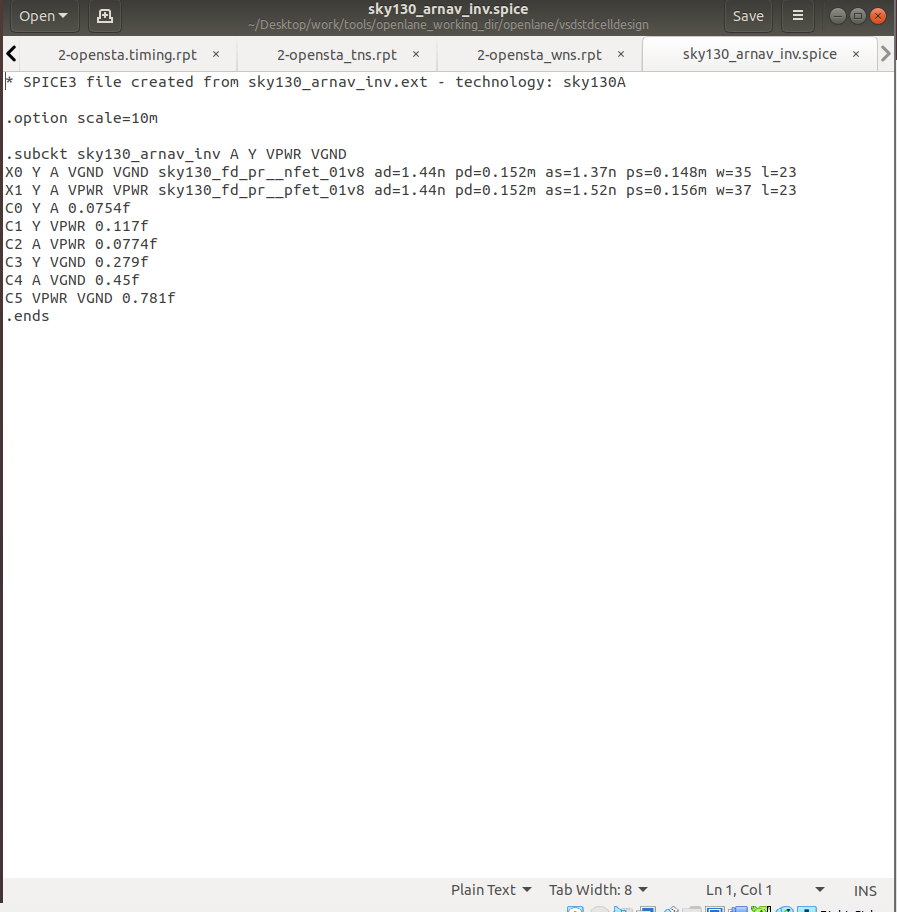 sky130_arnav_inv.spice
Open
~/Desktop/work/tools/openlane_working_dir/openlane/vsdstdcelldesign
Save
2-opensta.timing.rpt × 2-opensta_tns.rpt × 2-opensta_wns.rpt × sky130_arnav_inv.spice ×
* SPICE3 file created from sky130_arnav_inv.ext - technology: sky130A
.option scale=10m
.subckt sky130_arnav_inv A Y VPWR VGND
X0 Y A VGND VGND sky130_fd_pr__nfet_01v8 ad=1.44n pd=0.152m as=1.37n ps=0.148m w=35 l=23
X1 Y A VPWR VPWR sky130_fd_pr__pfet_01v8 ad=1.44n pd=0.152m as=1.52n ps=0.156m w=37 l=23
C0 Y A 0.0754f
C1 Y VPWR 0.117f
C2 A VPWR 0.0774f
C3 Y VGND 0.279f
C4 A VGND 0.45f
C5 VPWR VGND 0.781f
.ends
Plain Text Tab Width: 8 Ln 1, Col 1 INS